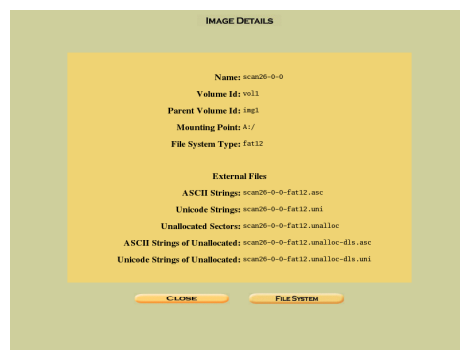 IMAGE DETAILS
Name: scan26-0-0
Volume Id: vol1
Parent Volume Id: img1
Mounting Point: A:/
File System Type: fat12
External Files
ASCII Strings: scan26-0-0-fat12.asc
Unicode Strings: scan26-0-0-fat12.uni
Unallocated Sectors: scan26-0-0-fat12.unalloc
ASCII Strings of Unallocated: scan26-0-0-fat12.unalloc-dls.asc
Unicode Strings of Unallocated: scan26-0-0-fat12.unalloc-dls.uni
CLOSE FILE SYSTEM